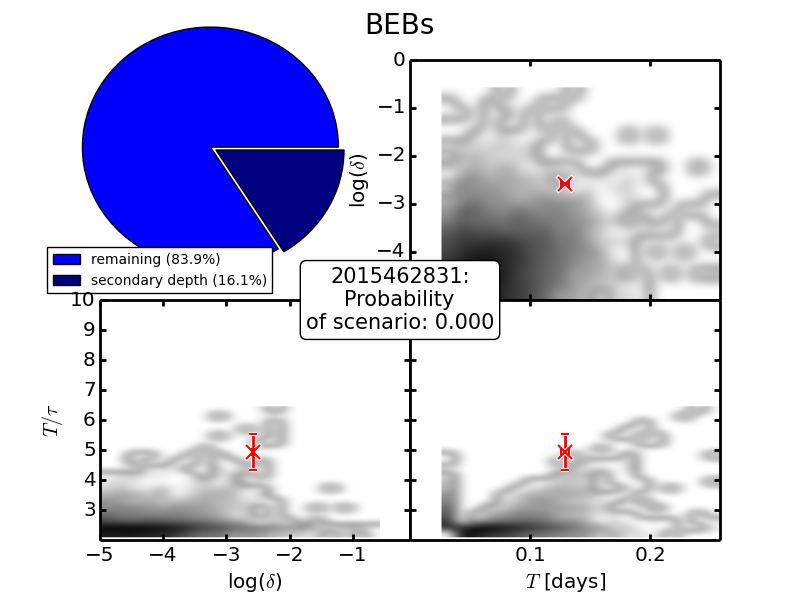 BEBs
remaining (83.9%)
secondary depth (16.1%)
0
−1
−2
−3
−4
log(δ)
2015462831:
Probability
of scenario: 0.000
10
9
8
7
6
5
4
3
T/τ
−5
−4
−3
−2
−1
log(δ)
0.1
0.2
T [days]